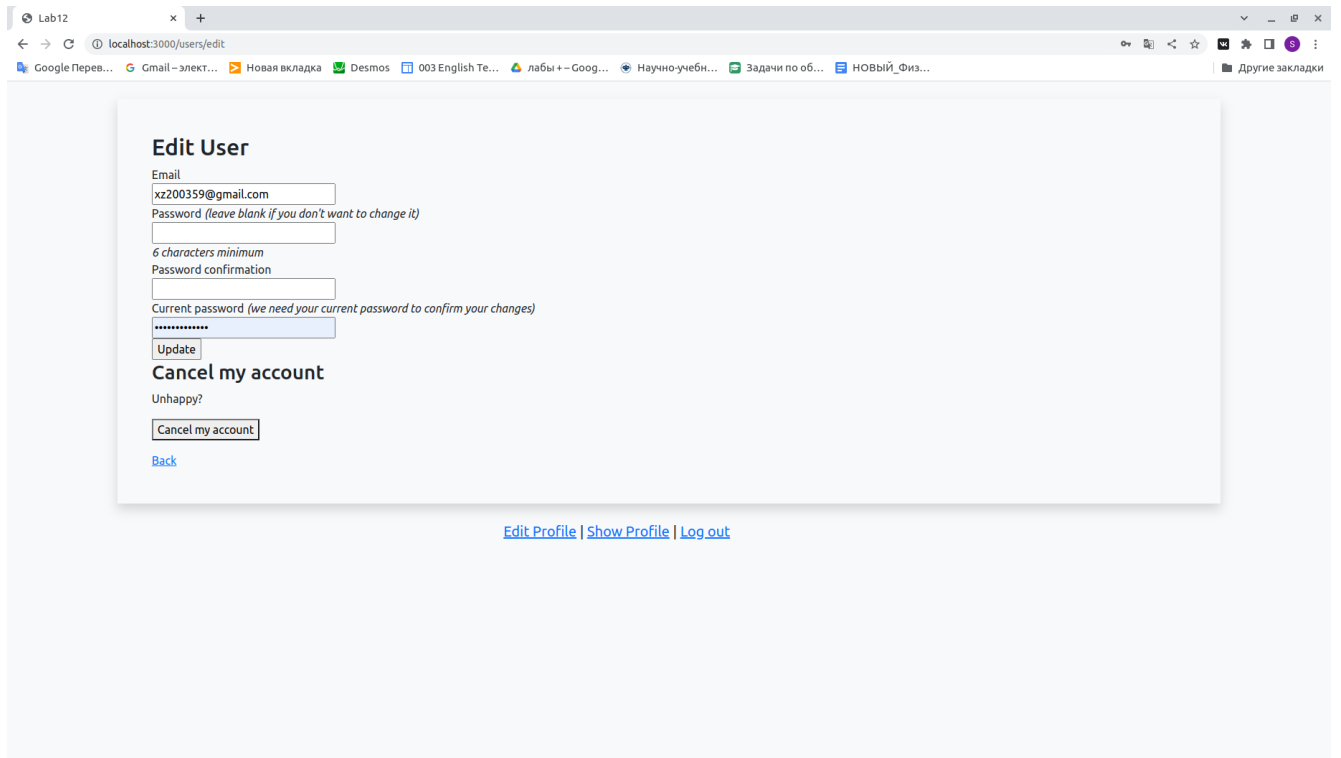 Lab12
localhost:3000/users/edit
Google Перев... Gmail – элект... Новая вкладка Desmos 003 English Te... лабы + – Goog... Научно-учебн... Задачи по об... НОВЫЙ_Физ... Другие закладки
Edit User
Email
xz200359@gmail.com
Password (leave blank if you don't want to change it)
6 characters minimum
Password confirmation
Current password (we need your current password to confirm your changes)
•••••••••••••
Update
Cancel my account
Unhappy?
Cancel my account
Back
Edit Profile | Show Profile | Log out